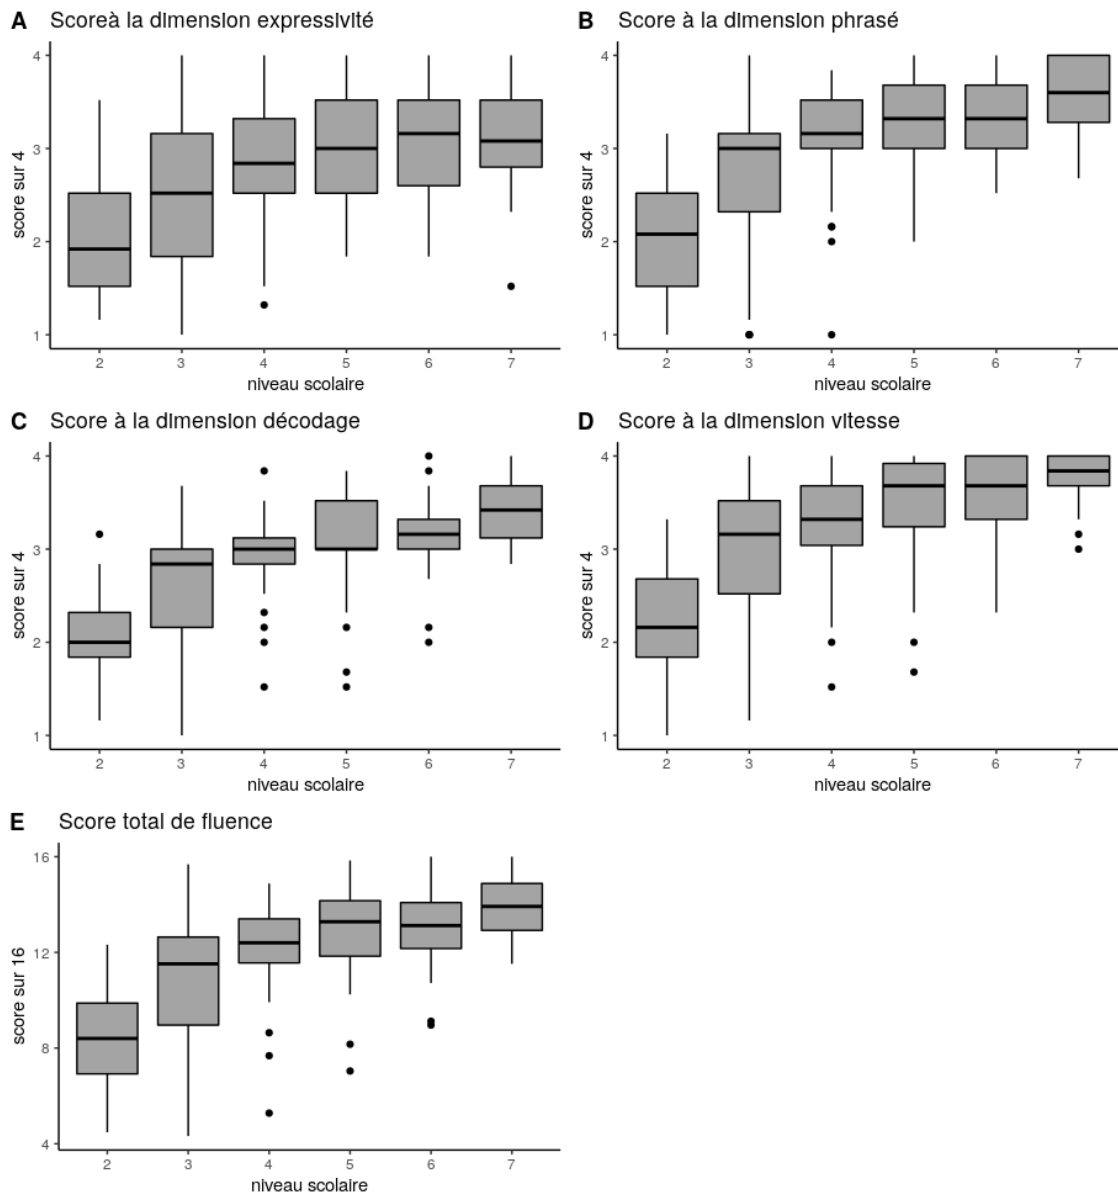 A Scoreà la dimension expressivité
4
3
2
1
score sur 4
2 3 4 5 6 7
niveau scolaire
B Score à la dimension phrasé
4
3
2
1
score sur 4
2 3 4 5 6 7
niveau scolaire
C Score à la dimension décodage
4
3
2
1
score sur 4
2 3 4 5 6 7
niveau scolaire
D Score à la dimension vitesse
4
3
2
1
score sur 4
2 3 4 5 6 7
niveau scolaire
E Score total de fluence
16
12
8
4
score sur 16
2 3 4 5 6 7
niveau scolaire